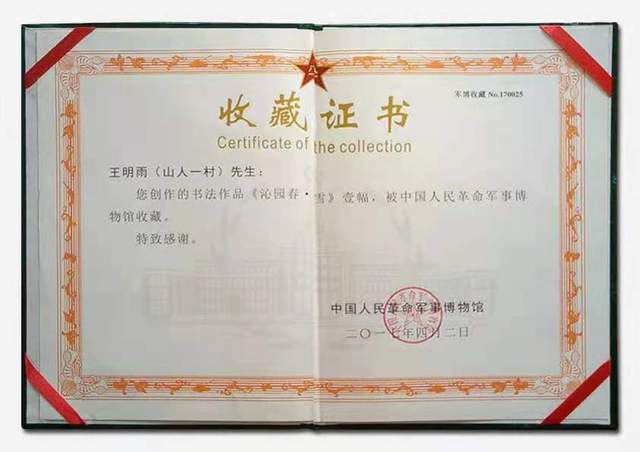 军博收藏 No.170025
收藏证书
Certificate of the collection
王明雨（山人一村）先生：
您创作的书法作品《沁园春·雪》壹幅，被中国人民革命军事博
物馆收藏。
特致感谢。
中国人民革命军事博物馆
二〇一七年四月二日